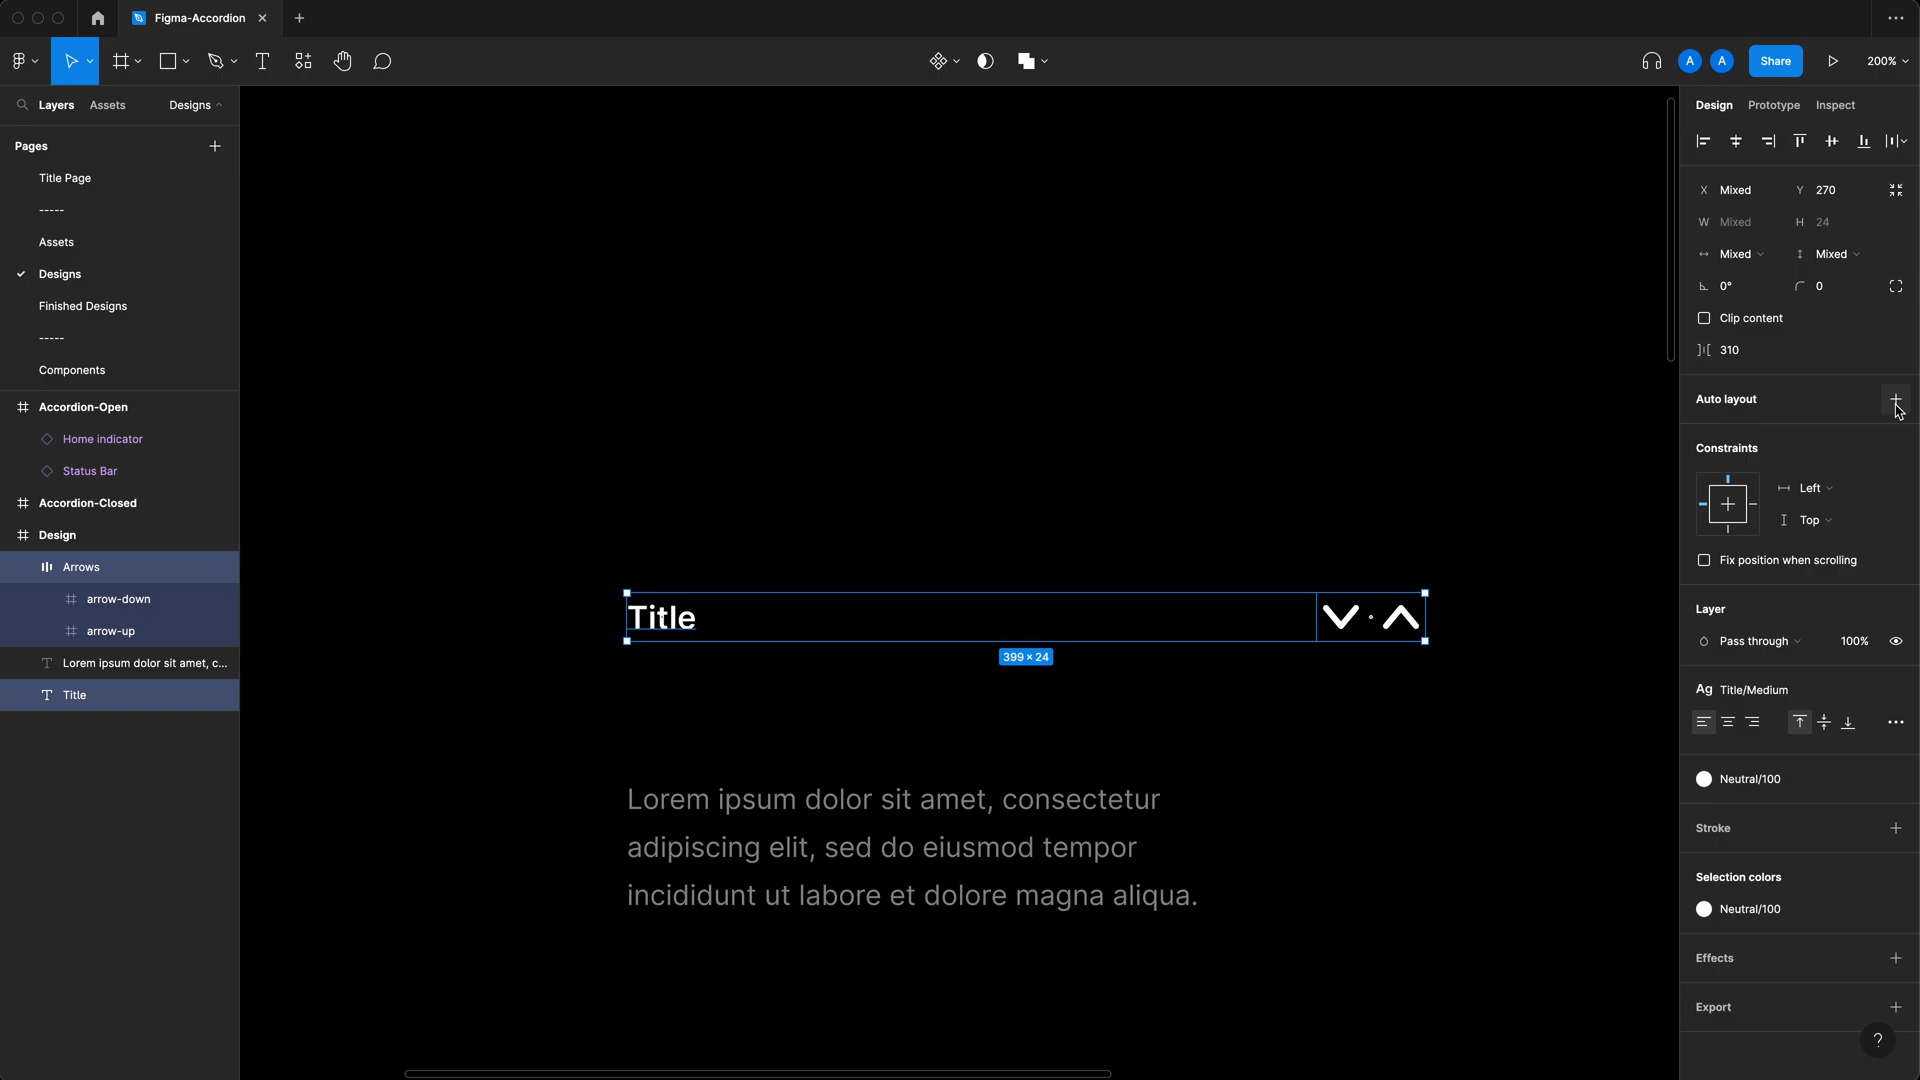 Figma-Accordion
Share
200%
Layers
Assets
Designs
Pages
Title Page
-----
Assets
Designs
Finished Designs
-----
Components
Accordion-Open
Home indicator
Status Bar
Accordion-Closed
Design
Arrows
arrow-down
arrow-up
Lorem ipsum dolor sit amet, c...
Title
Title
399 × 24
Lorem ipsum dolor sit amet, consectetur
adipiscing elit, sed do eiusmod tempor
incididunt ut labore et dolore magna aliqua.
A
A
Design
Prototype
Inspect
X Mixed
Y 270
W Mixed
H 24
Mixed
Mixed
0°
0
Clip content
310
Auto layout
Constraints
Left
Top
Fix position when scrolling
Layer
Pass through
100%
Ag Title/Medium
Neutral/100
Stroke
Selection colors
Neutral/100
Effects
Export
?